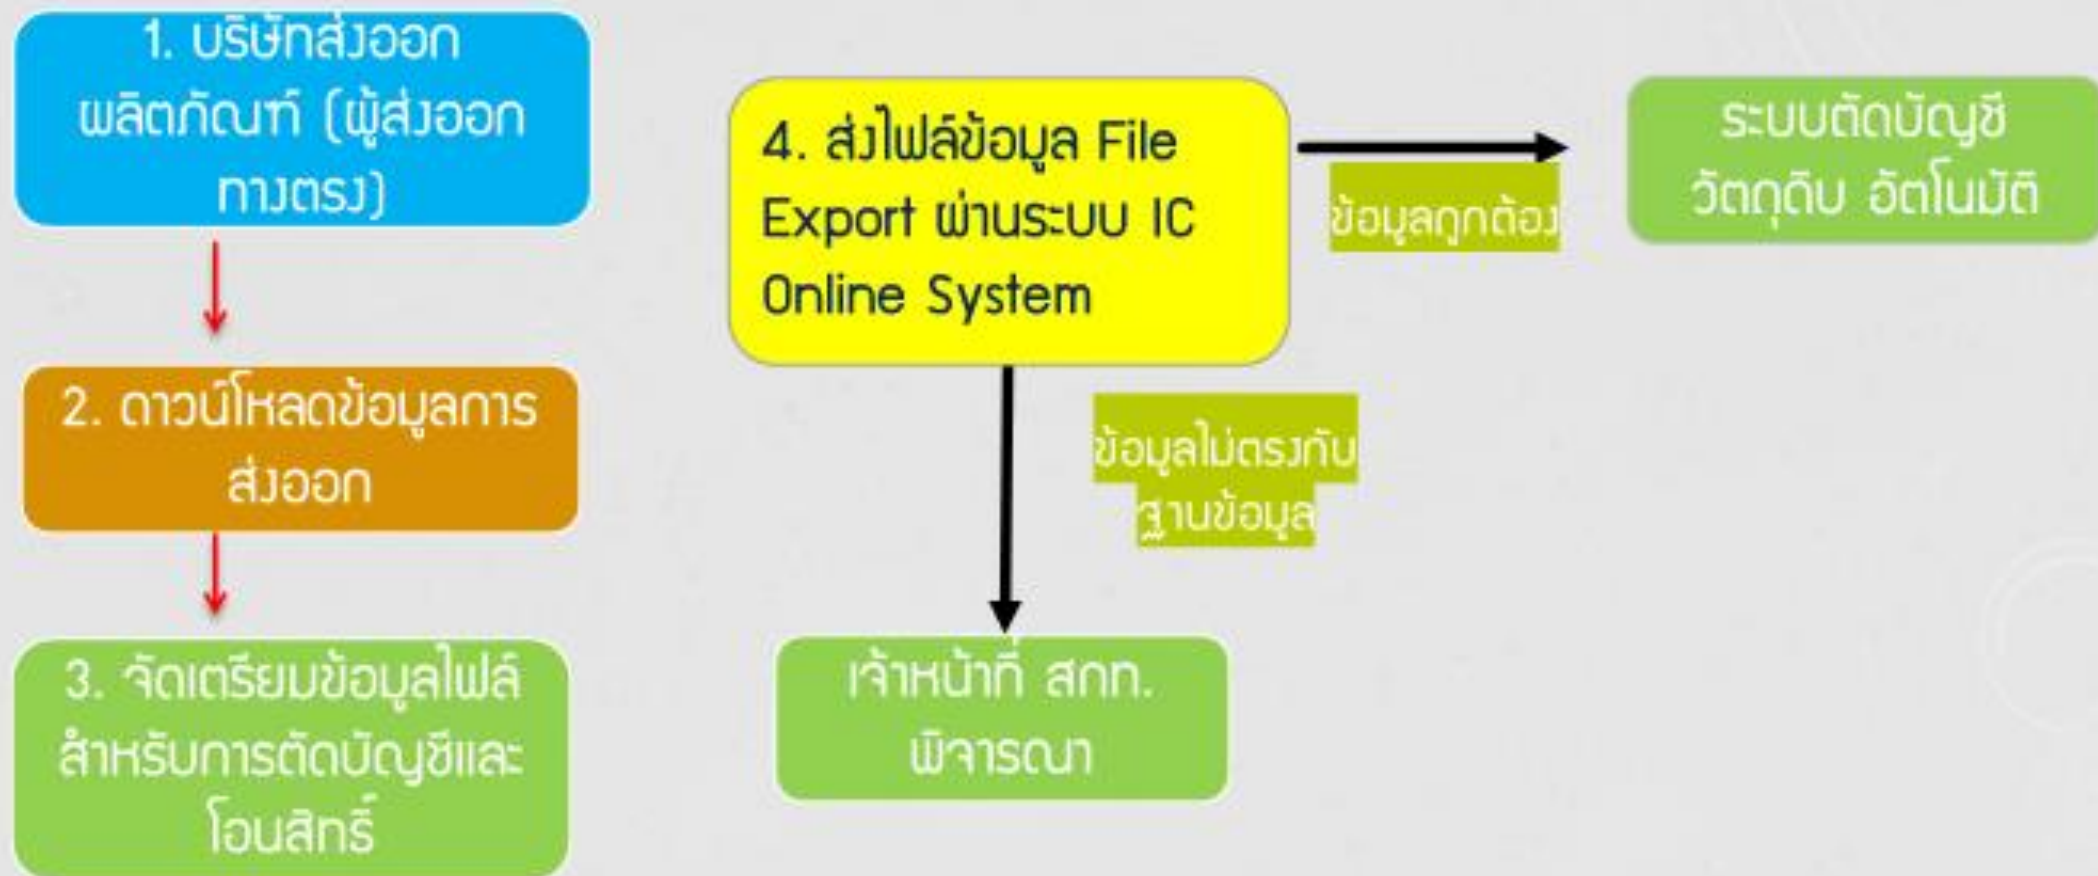 1. บริษัทส่งออก
ผลิตภัณฑ์ (ผู้ส่งออก
ทางตรง)
2. ดาวน์โหลดข้อมูลการ
ส่งออก
3. จัดเตรียมข้อมูลไฟล์
สำหรับการตัดบัญชีและ
โอนสิทธิ์
4. ส่งไฟล์ข้อมูล File
Export ผ่านระบบ IC
Online System
ข้อมูลถูกต้อง
ระบบตัดบัญชี
วัตถุดิบ อัตโนมัติ
ข้อมูลไม่ตรงกับ
ฐานข้อมูล
เจ้าหน้าที่ สกท.
พิจารณา